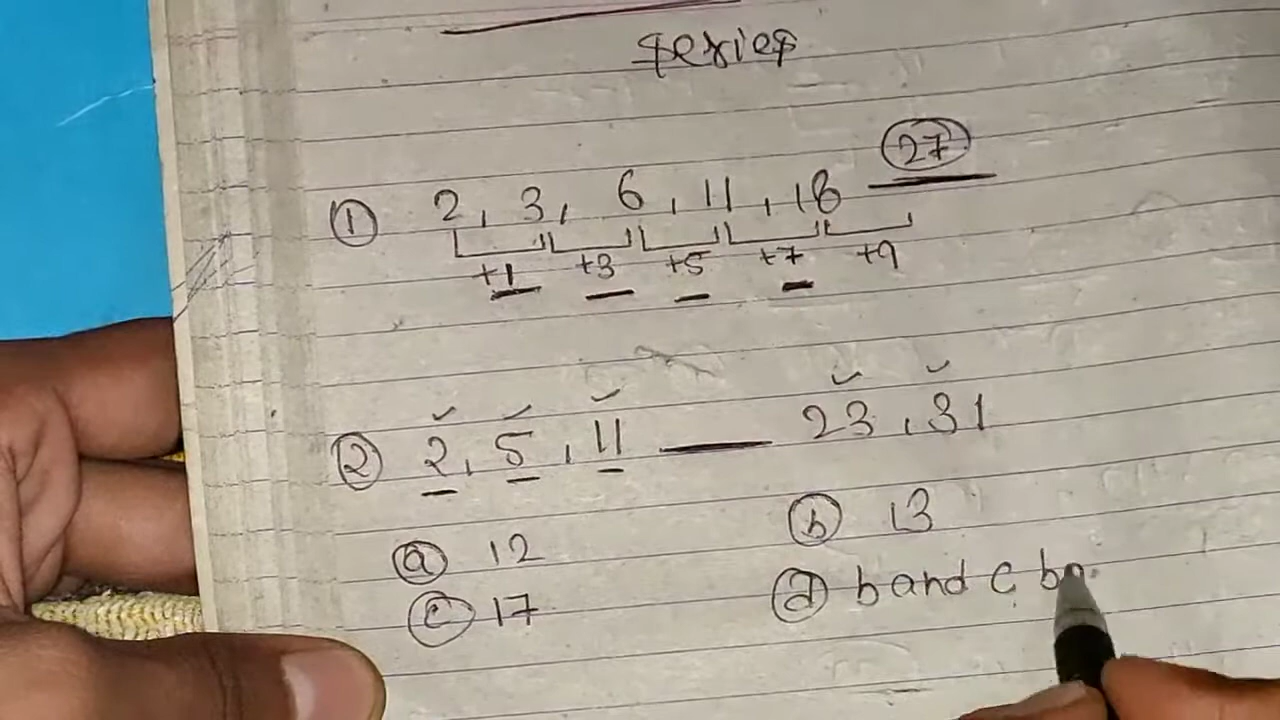 series
27
① 2, 3, 6, 11, 18
+1 +3 +5 +7 +9
② 2, 5, 11 ___ 23, 31
ⓐ 12 ⓑ 13
ⓒ 17 ⓓ b and c